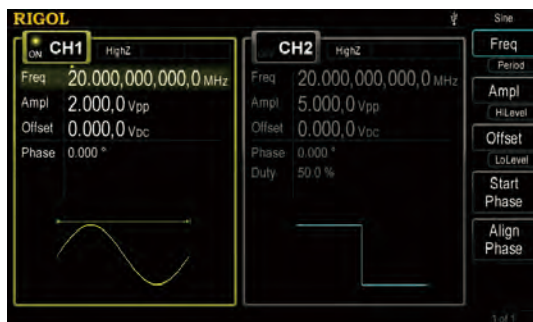 RIGOL
Sine
ON CH1 HighZ
Freq 20.000,000,000,0 MHz
Ampl 2.000,0 Vpp
Offset 0.000,0 VDC
Phase 0.000 °
OFF CH2 HighZ
Freq 20.000,000,000,0 MHz
Ampl 5.000,0 Vpp
Offset 0.000,0 VDC
Phase 0.000 °
Duty 50.0 %
Freq
Period
Ampl
HiLevel
Offset
LoLevel
Start
Phase
Align
Phase
1 of 1